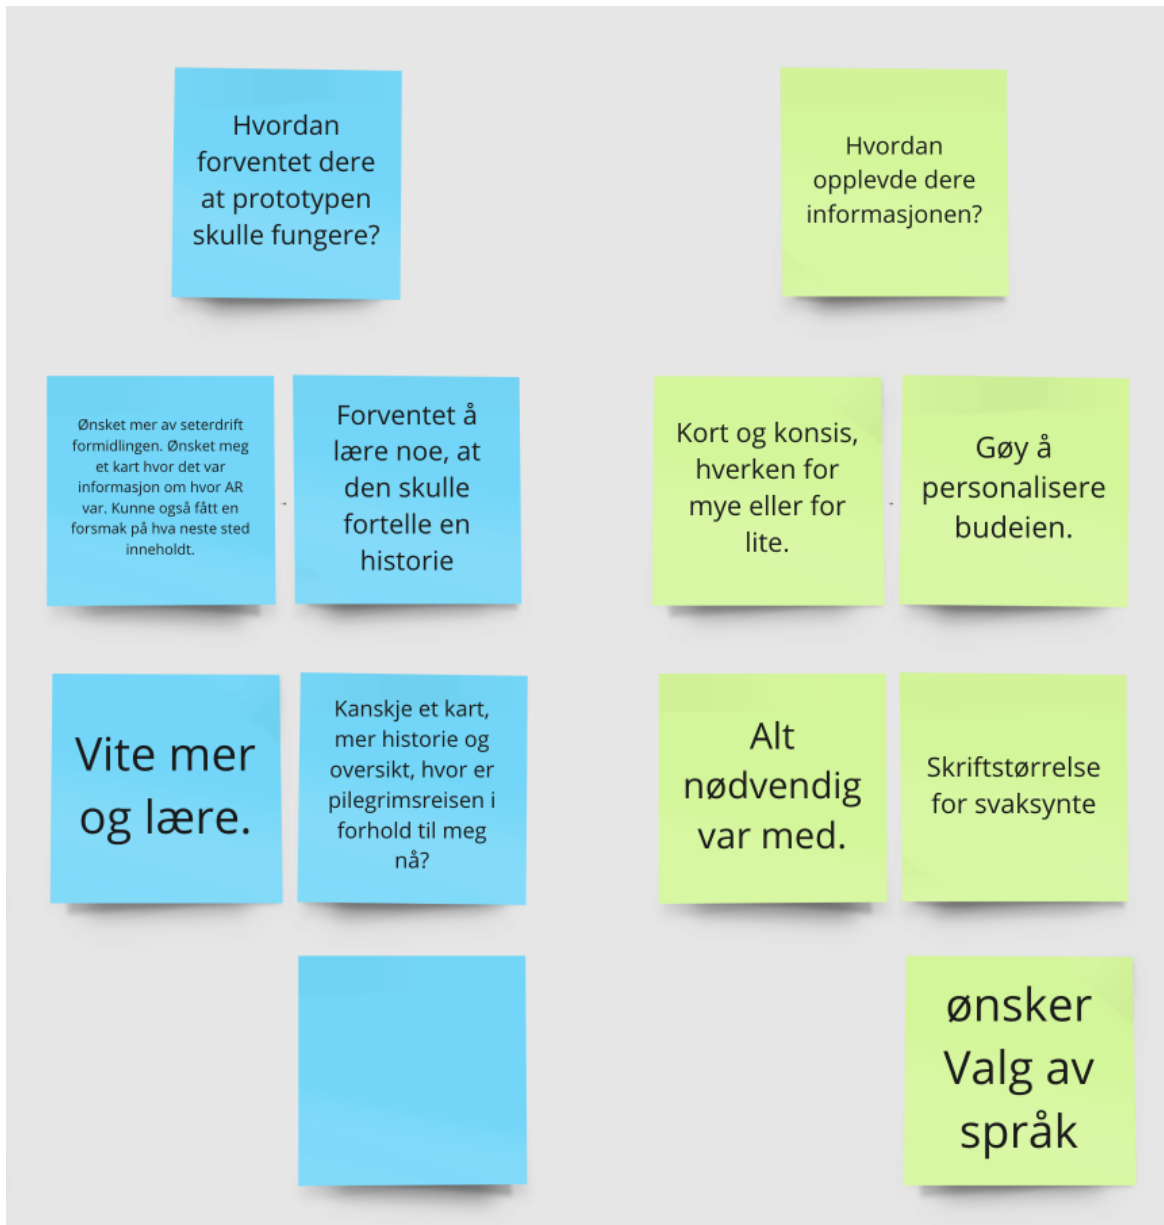 Hvordan
forventet dere
at prototypen
skulle fungere?
Hvordan
opplevde dere
informasjonen?
Ønsket mer av seterdrift
formidlingen. Ønsket meg
et kart hvor det var
informasjon om hvor AR
var. Kunne også fått en
forsmak på hva neste sted
inneholdt.
Forventet å
lære noe, at
den skulle
fortelle en
historie
Kort og konsis,
hverken for
mye eller for
lite.
Gøy å
personalisere
budeien.
Vite mer
og lære.
Kanskje et kart,
mer historie og
oversikt, hvor er
pilegrimsreisen i
forhold til meg
nå?
Alt
nødvendig
var med.
Skriftstørrelse
for svaksynte
ønsker
Valg av
språk